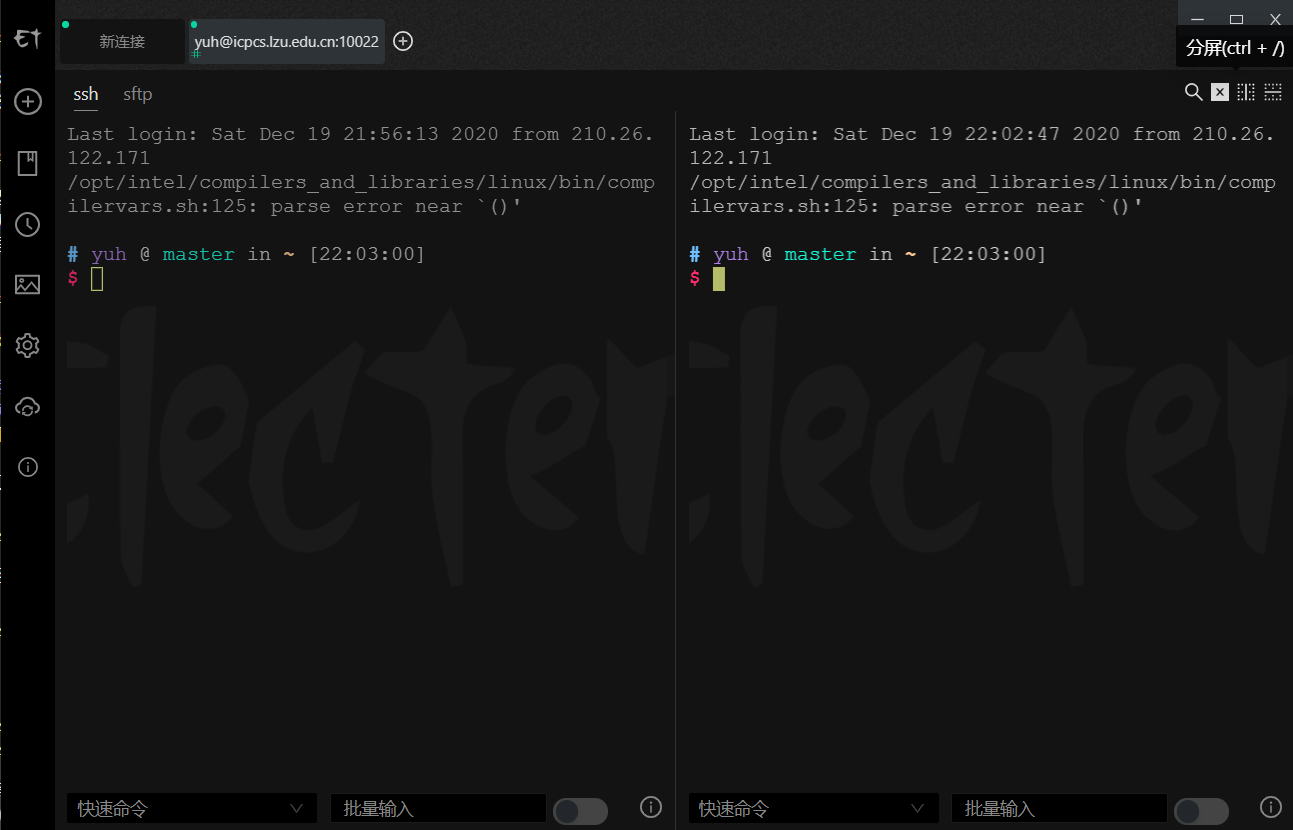 新连接
yuh@icpcs.lzu.edu.cn:10022
#
分屏(ctrl + /)
ssh
sftp
Last login: Sat Dec 19 21:56:13 2020 from 210.26.
122.171
/opt/intel/compilers_and_libraries/linux/bin/comp
ilervars.sh:125: parse error near `()'
# yuh @ master in ~ [22:03:00]
$
Last login: Sat Dec 19 22:02:47 2020 from 210.26.
122.171
/opt/intel/compilers_and_libraries/linux/bin/comp
ilervars.sh:125: parse error near `()'
# yuh @ master in ~ [22:03:00]
$
快速命令
批量输入
快速命令
批量输入